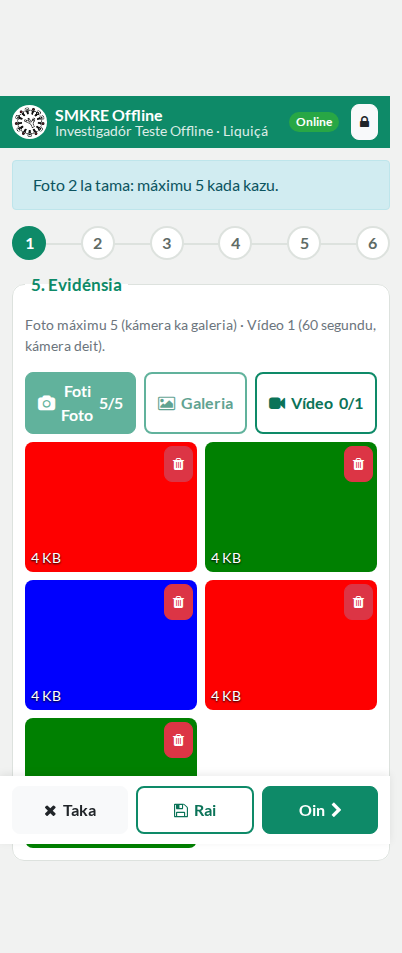 SMKRE Offline
Investigadór Teste Offline · Liquiçá
Online
Foto 2 la tama: máximu 5 kada kazu.
1 2 3 4 5 6
5. Evidénsia
Foto máximu 5 (kámera ka galeria) · Vídeo 1 (60 segundu,
kámera deit).
Foti
Foto 5/5
Galeria
Vídeo 0/1
4 KB
4 KB
4 KB
4 KB
Taka
Rai
Oin